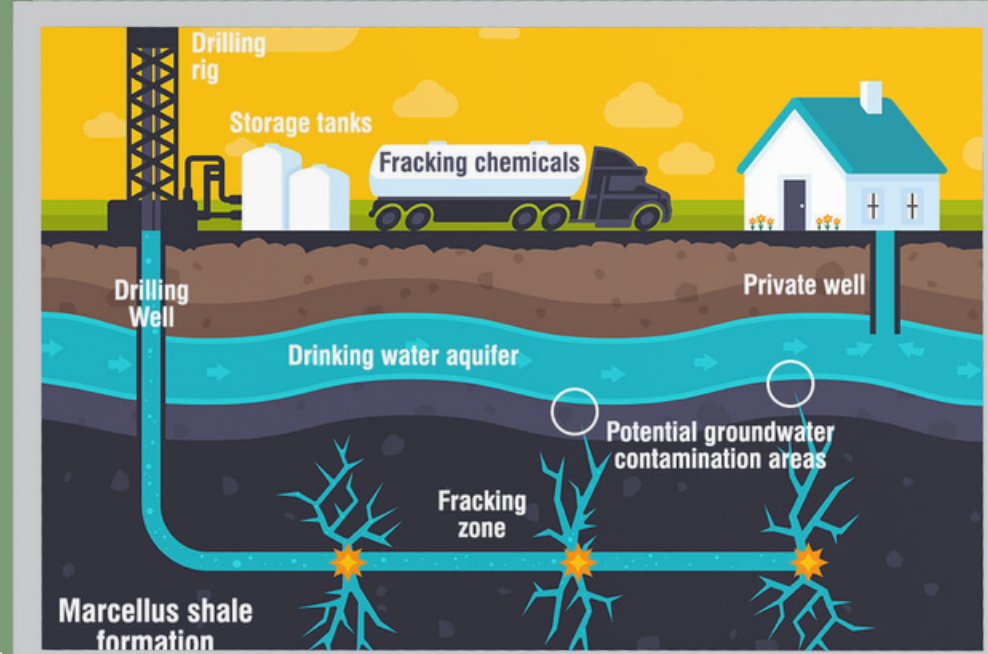 Drilling
rig
Storage tanks
Fracking chemicals
Drilling
Well
Private well
Drinking water aquifer
Potential groundwater
contamination areas
Fracking
zone
Marcellus shale
formation